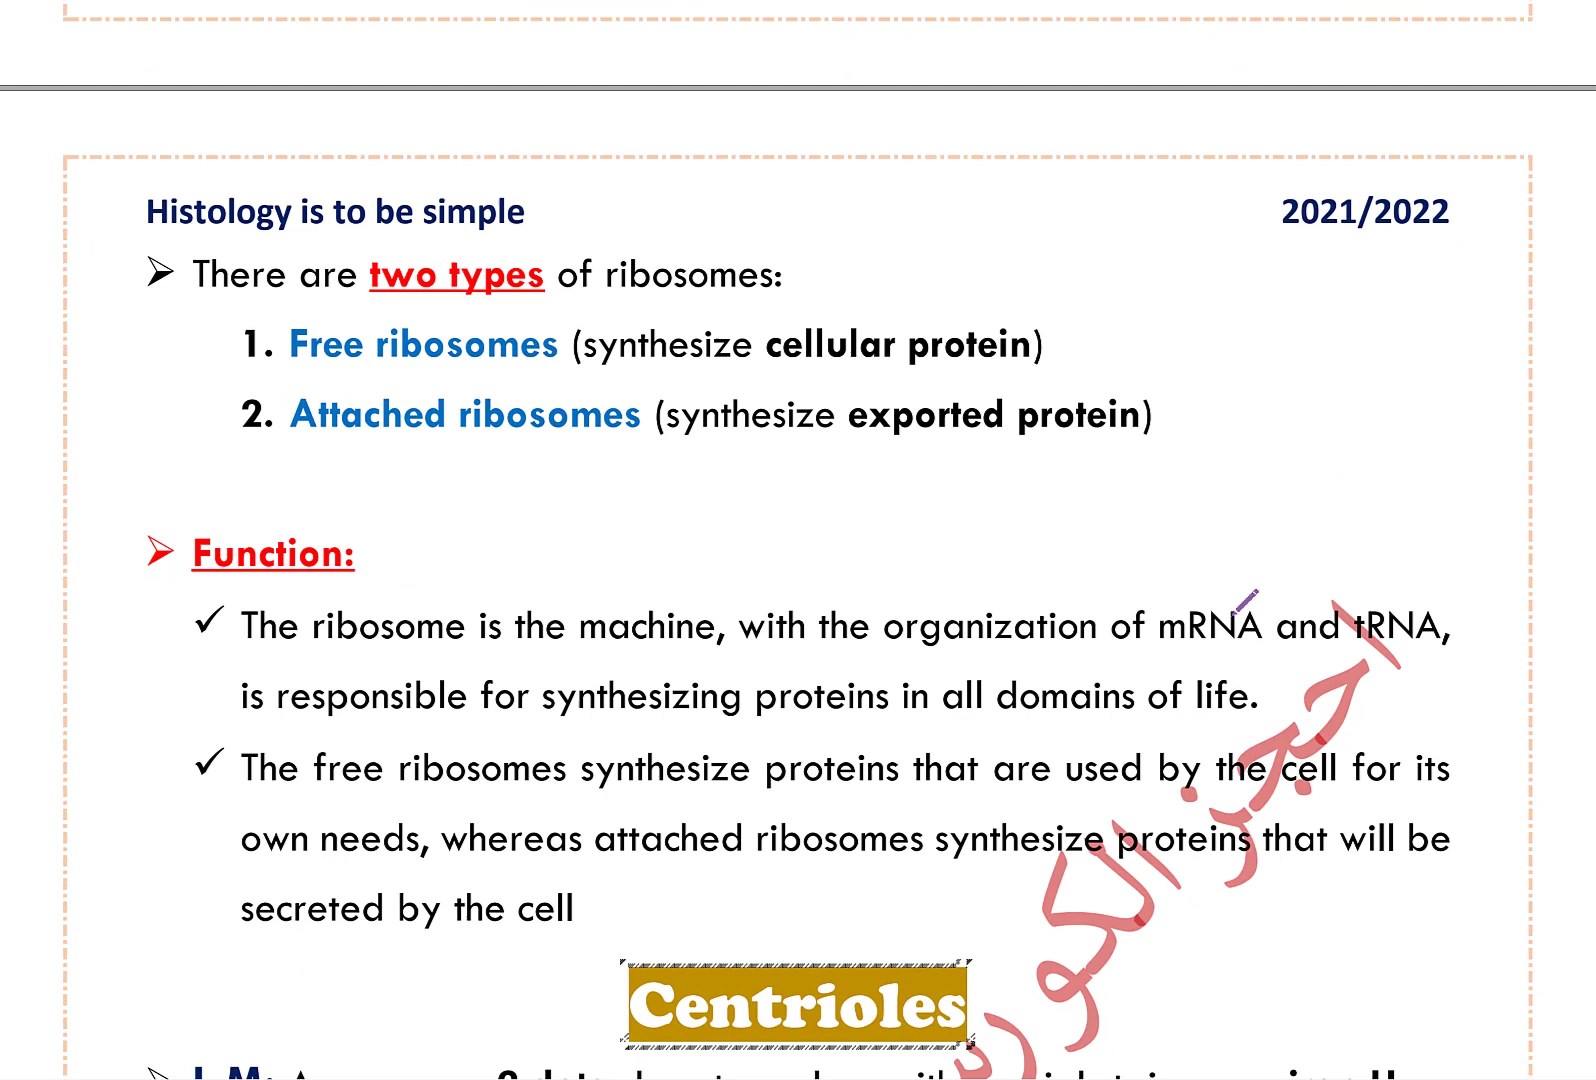 Histology is to be simple 2021/2022
➢ There are two types of ribosomes:
1. Free ribosomes (synthesize cellular protein)
2. Attached ribosomes (synthesize exported protein)
➢ Function:
✓ The ribosome is the machine, with the organization of mRNA and tRNA,
is responsible for synthesizing proteins in all domains of life.
✓ The free ribosomes synthesize proteins that are used by the cell for its
own needs, whereas attached ribosomes synthesize proteins that will be
secreted by the cell
احجز الكورس
Centrioles